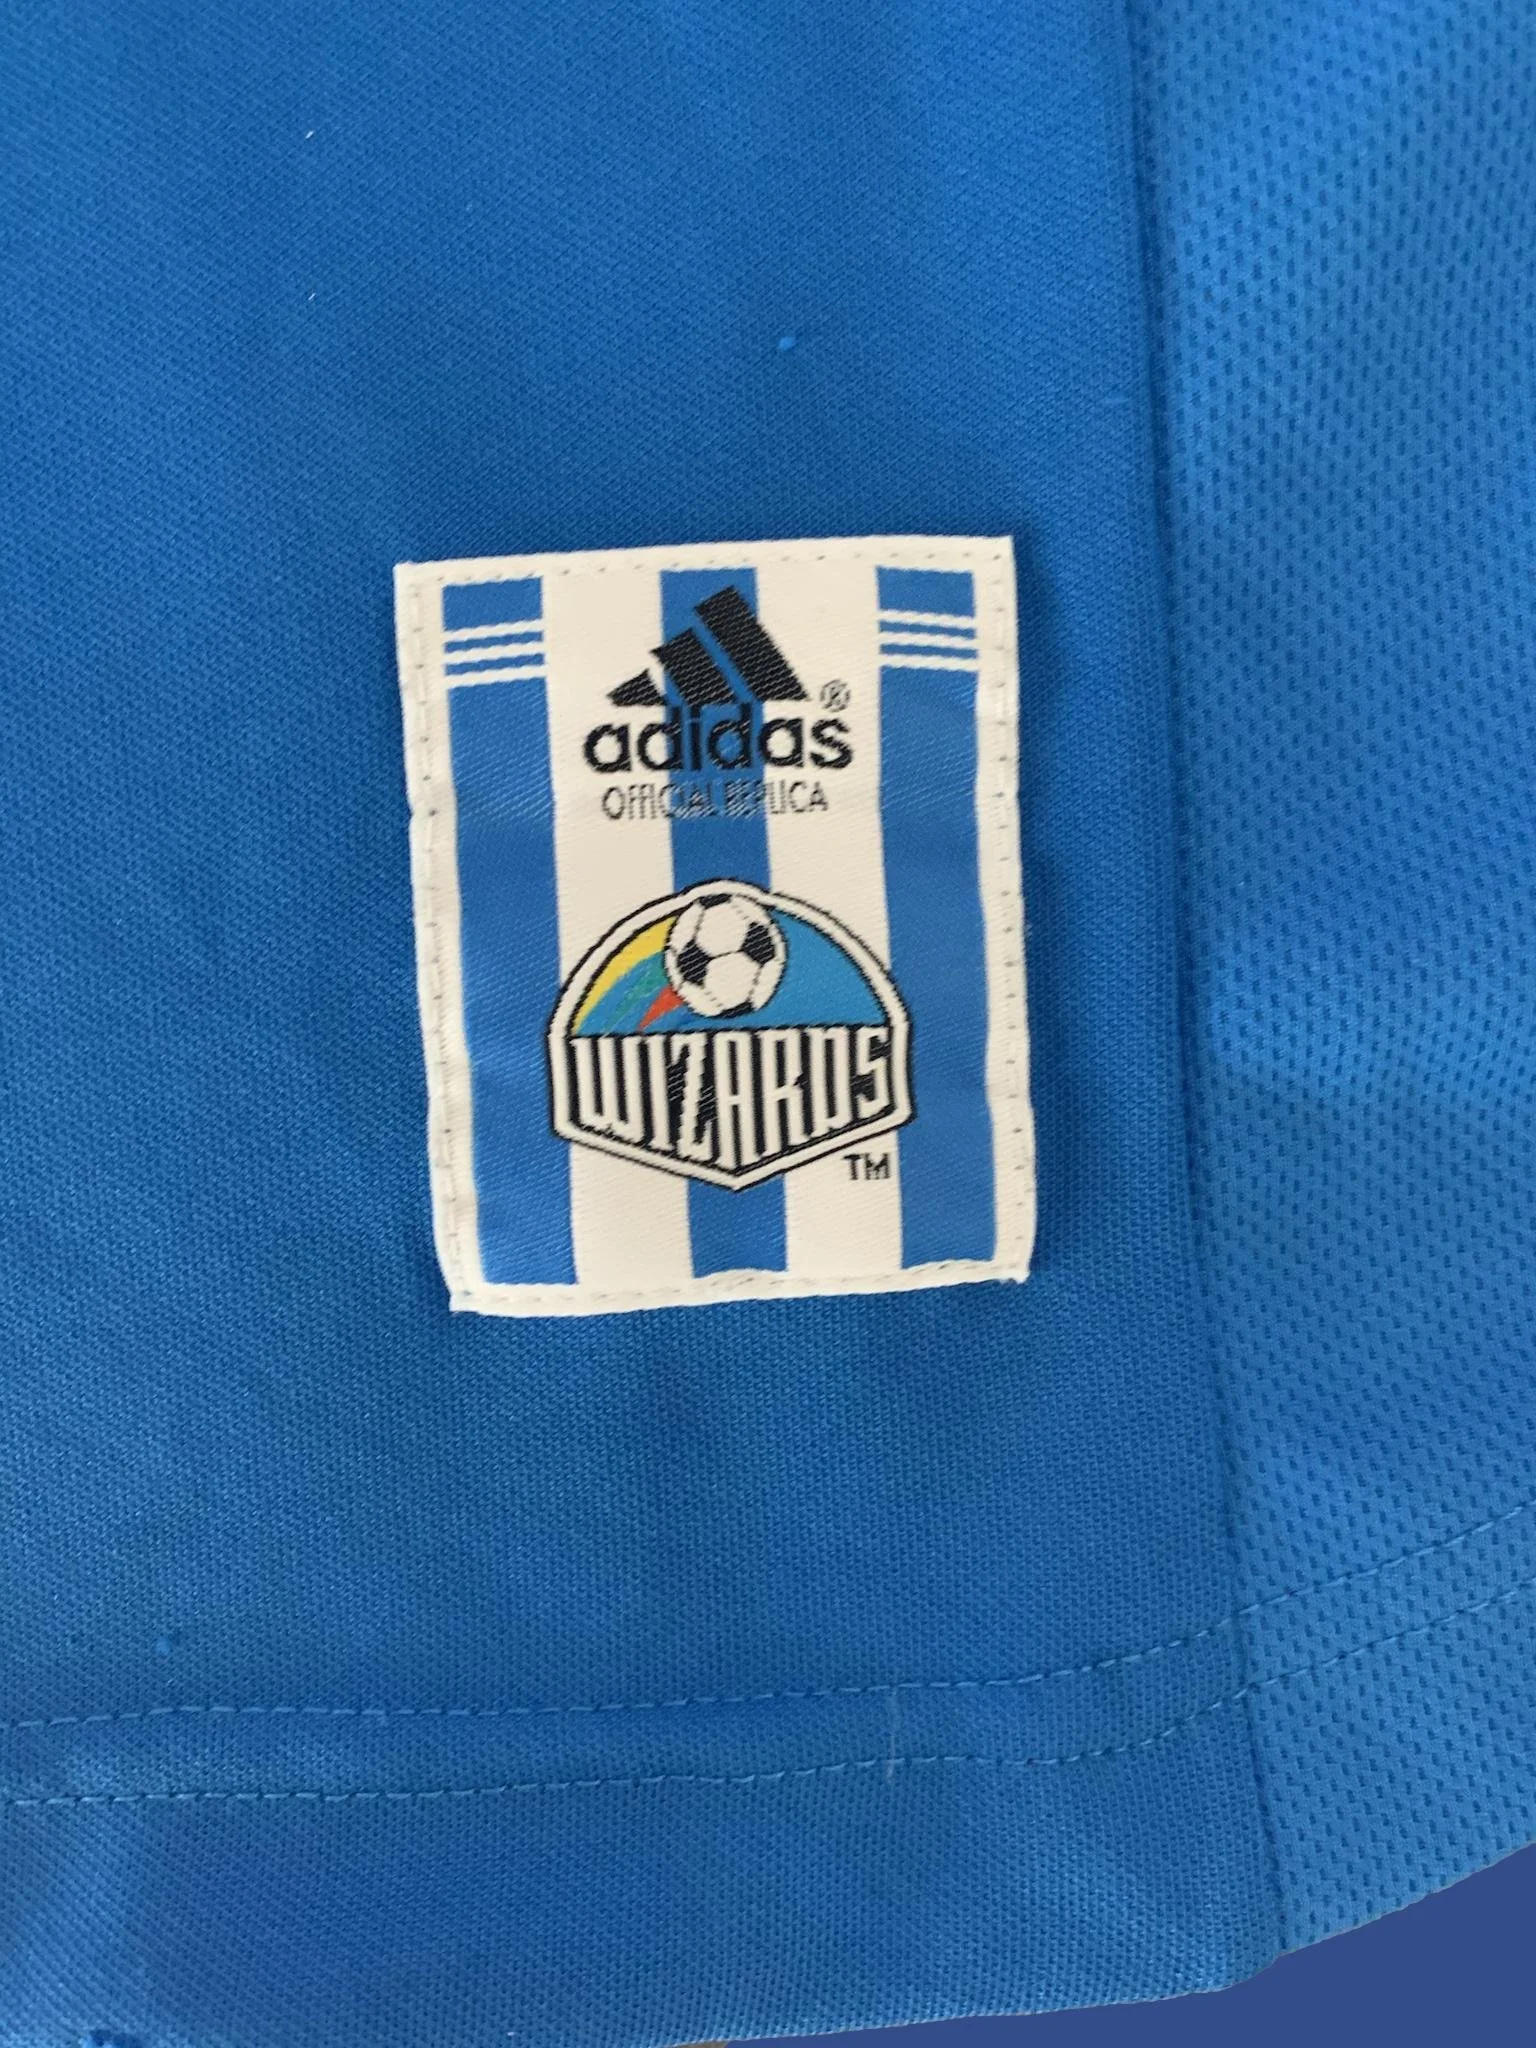 adidas®
OFFICIAL REPLICA
WIZARDS
TM